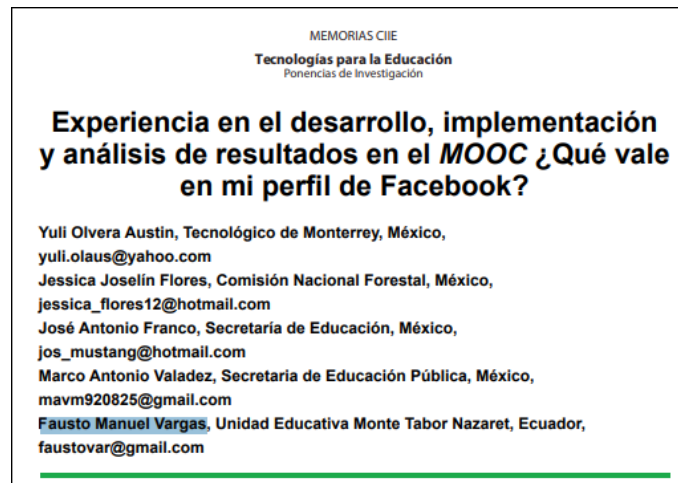 MEMORIAS CIIE
Tecnologías para la Educación
Ponencias de Investigación
Experiencia en el desarrollo, implementación
y análisis de resultados en el MOOC ¿Qué vale
en mi perfil de Facebook?
Yuli Olvera Austin, Tecnológico de Monterrey, México,
yuli.olaus@yahoo.com
Jessica Joselín Flores, Comisión Nacional Forestal, México,
jessica_flores12@hotmail.com
José Antonio Franco, Secretaría de Educación, México,
jos_mustang@hotmail.com
Marco Antonio Valadez, Secretaria de Educación Pública, México,
mavm920825@gmail.com
Fausto Manuel Vargas, Unidad Educativa Monte Tabor Nazaret, Ecuador,
faustovar@gmail.com